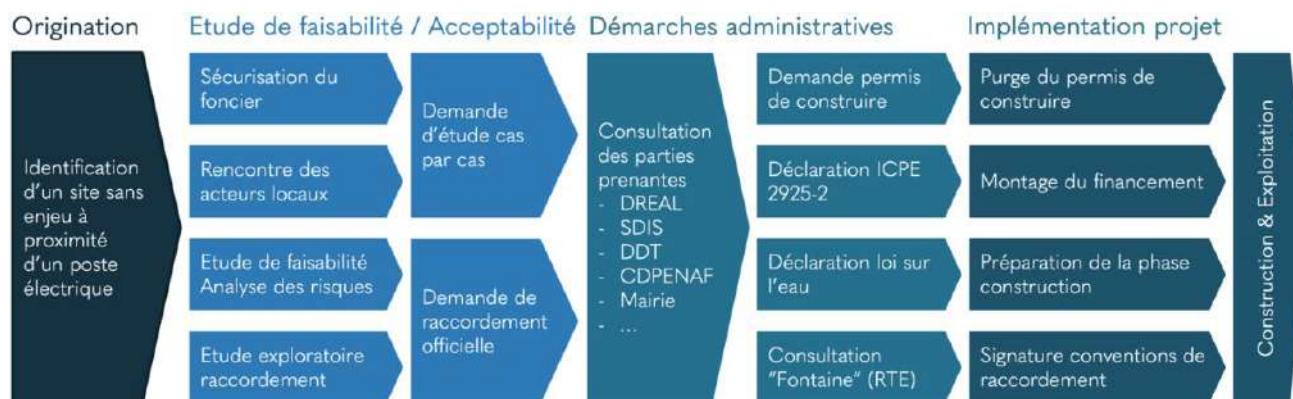 Origination
Etude de faisabilité / Acceptabilité
Démarches administratives
Implémentation projet
Identification
d'un site sans
enjeu à
proximité
d'un poste
électrique
Sécurisation du
foncier
Rencontre des
acteurs locaux
Etude de faisabilité
Analyse des risques
Etude exploratoire
raccordement
Demande
d'étude cas
par cas
Demande de
raccordement
officielle
Consultation
des parties
prenantes
- DREAL
- SDIS
- DDT
- CDPENAF
- Mairie
- ...
Demande permis
de construire
Déclaration ICPE
2925-2
Déclaration loi sur
l'eau
Consultation
"Fontaine" (RTE)
Purge du permis de
construire
Montage du financement
Préparation de la phase
construction
Signature conventions de
raccordement
Construction & Exploitation